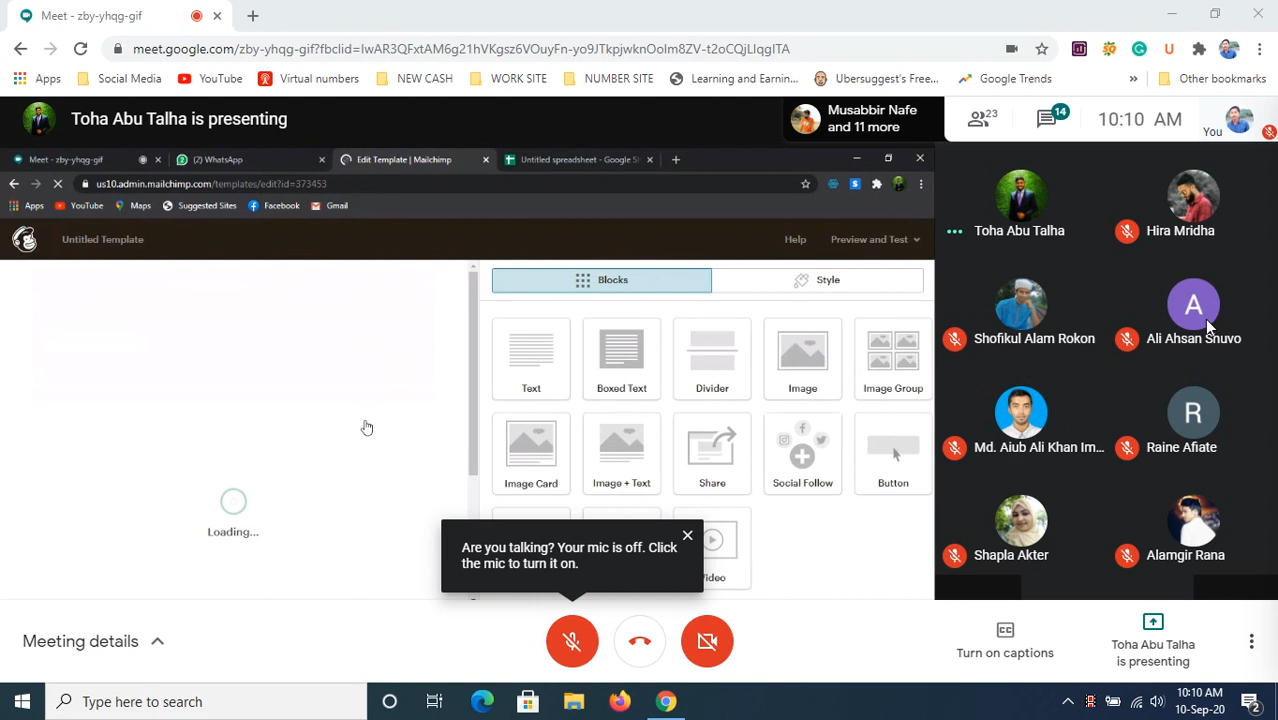 Meet - zby-yhqg-gif
meet.google.com/zby-yhqg-gif?fbclid=IwAR3QFxtAM6g21hVKgsz6VOuyFn-yo9JTkpjwknOolm8ZV-t2oCQjLlqglTA
Apps Social Media YouTube Virtual numbers NEW CASH WORK SITE NUMBER SITE Learning and Earnin... Ubersuggest's Free... Google Trends » Other bookmarks
Toha Abu Talha is presenting
Musabbir Nafe
and 11 more
23
14
10:10 AM
You
Meet - zby-yhqg-gif (2) WhatsApp Edit Template | Mailchimp Untitled spreadsheet - Google Sh
us10.admin.mailchimp.com/templates/edit?id=373453
Apps YouTube Maps Suggested Sites Facebook Gmail
Untitled Template Help Preview and Test
Blocks Style
Text Boxed Text Divider Image Image Group
Image Card Image + Text Share Social Follow Button
Video
Loading...
Are you talking? Your mic is off. Click
the mic to turn it on.
Toha Abu Talha
Hira Mridha
Shofikul Alam Rokon
A
Ali Ahsan Shuvo
Md. Aiub Ali Khan Im...
R
Raine Afiate
Shapla Akter
Alamgir Rana
Meeting details
CC
Turn on captions
Toha Abu Talha
is presenting
Type here to search
10:10 AM
10-Sep-20
2